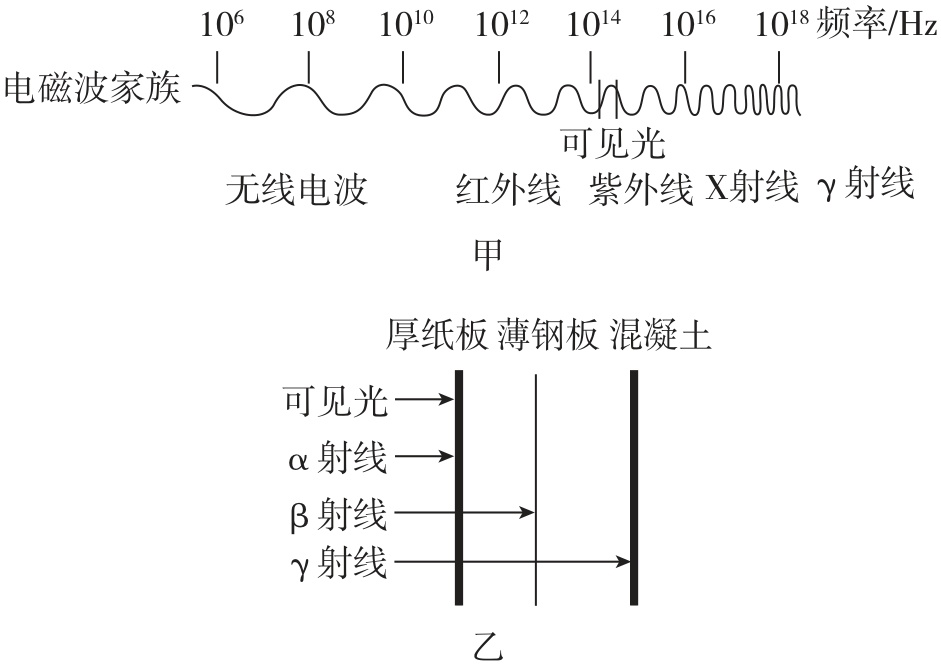 10⁶ 10⁸ 10¹⁰ 10¹² 10¹⁴ 10¹⁶ 10¹⁸ 频率/Hz
电磁波家族
可见光
无线电波 红外线 紫外线 X射线 γ射线
甲
厚纸板 薄钢板 混凝土
可见光
α射线
β射线
γ射线
乙